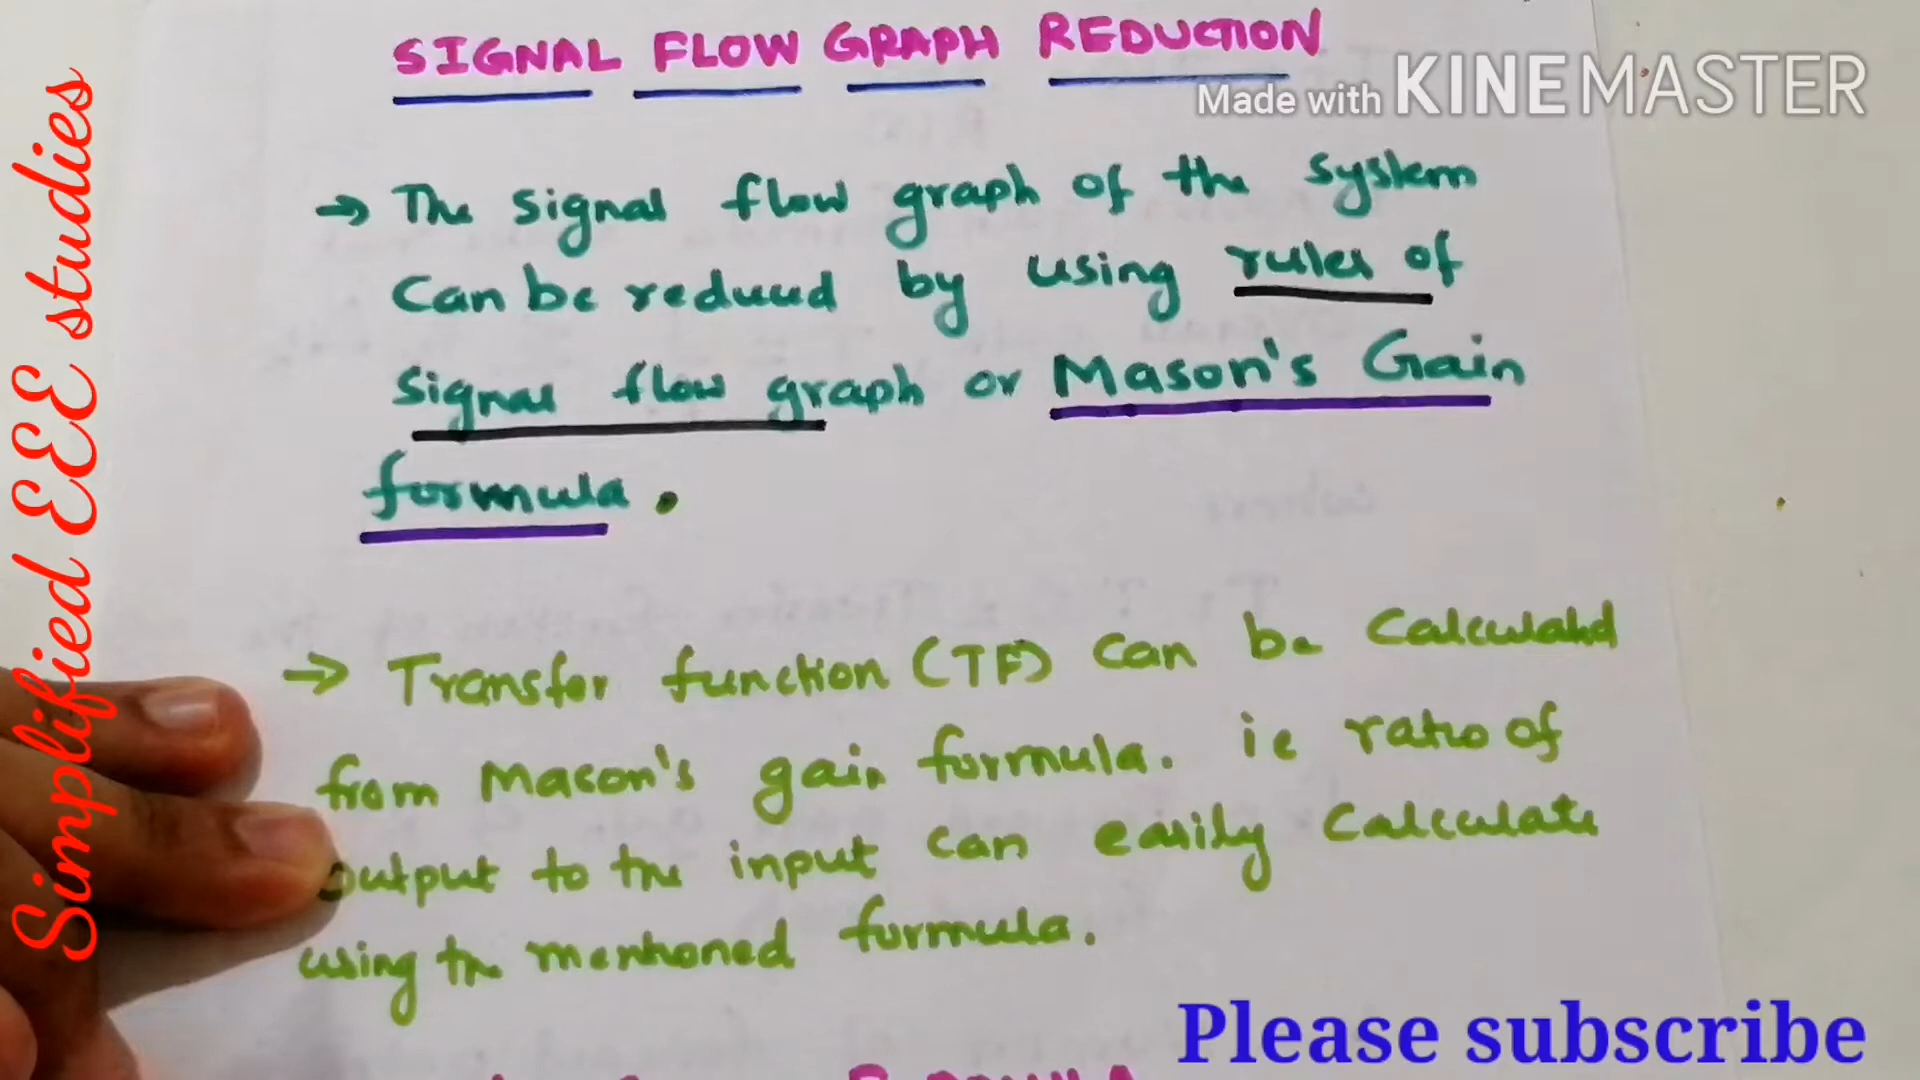 SIGNAL FLOW GRAPH REDUCTION
Made with KINEMASTER
→ The signal flow graph of the system
Can be reduced by using rules of
signal flow graph or Mason's Gain
formula.
→ Transfer function (TF) can be Calculated
from Mason's gain formula. ie ratio of
output to the input can easily Calculate
using the mentioned formula.
Simplified EEE studies
Please subscribe